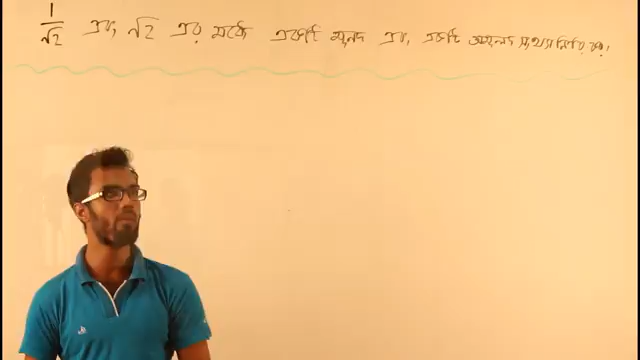 1/√2 এবং √2 এর মধ্যে একটি মূলদ এবং একটি অমূলদ সংখ্যা নির্ণয় কর।